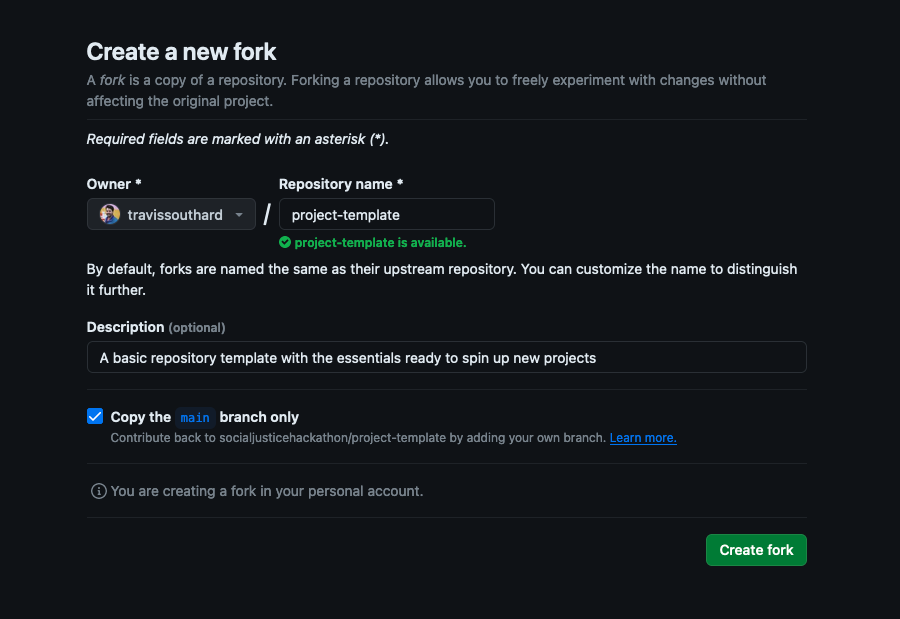 Create a new fork
A fork is a copy of a repository. Forking a repository allows you to freely experiment with changes without
affecting the original project.
Required fields are marked with an asterisk (*).
Owner * Repository name *
travissouthard / project-template
project-template is available.
By default, forks are named the same as their upstream repository. You can customize the name to distinguish
it further.
Description (optional)
A basic repository template with the essentials ready to spin up new projects
Copy the main branch only
Contribute back to socialjusticehackathon/project-template by adding your own branch. Learn more.
You are creating a fork in your personal account.
Create fork